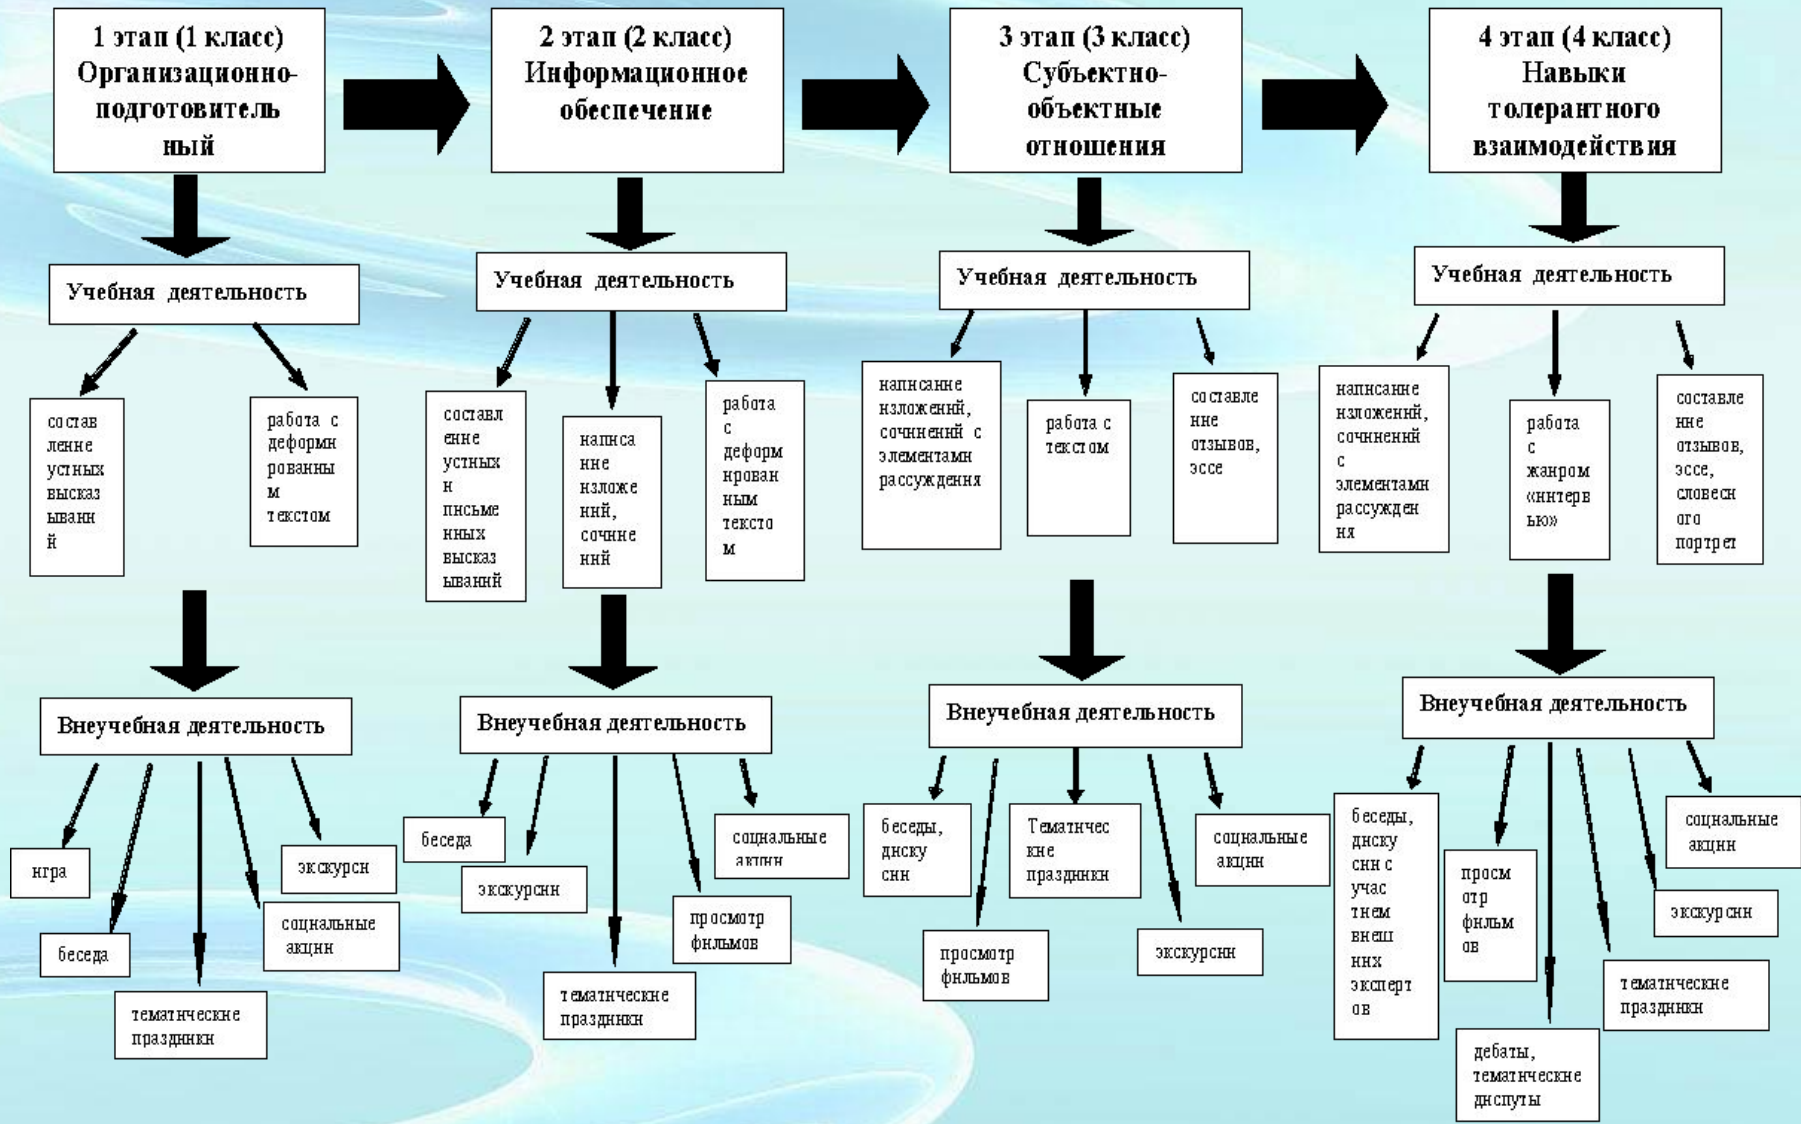 1 этап (1 класс)
Организационно-
подготовитель
ный
2 этап (2 класс)
Информационное
обеспечение
3 этап (3 класс)
Субъектно-
объектные
отношения
4 этап (4 класс)
Навыки
толерантного
взаимодействия
Учебная деятельность
Учебная деятельность
Учебная деятельность
Учебная деятельность
состав
ление
устных
высказ
ывани
й
работа с
деформи
рованны
м
текстом
составл
ение
устных
и
письме
нных
высказ
ываний
написа
ние
изложе
ний,
сочине
ний
работа
с
деформ
ирован
ным
тексто
м
написание
изложений,
сочинений с
элементами
рассуждения
работа с
текстом
составле
ние
отзывов,
эссе
написание
изложений,
сочинений
с
элементами
рассужден
ия
работа
с
жанром
«интерв
ью»
составле
ние
отзывов,
эссе,
словесн
ого
портрет
Внеучебная деятельность
Внеучебная деятельность
Внеучебная деятельность
Внеучебная деятельность
игра
беседа
тематические
праздники
социальные
акции
экскурси
беседа
экскурсии
тематические
праздники
просмотр
фильмов
социальные
акции
беседы,
диску
сии
просмотр
фильмов
Тематичес
кие
праздники
экскурсии
социальные
акции
беседы,
диску
сии с
учас
тием
внеш
них
эксперт
ов
просм
отр
фильм
ов
дебаты,
тематические
диспуты
тематические
праздники
экскурсии
социальные
акции